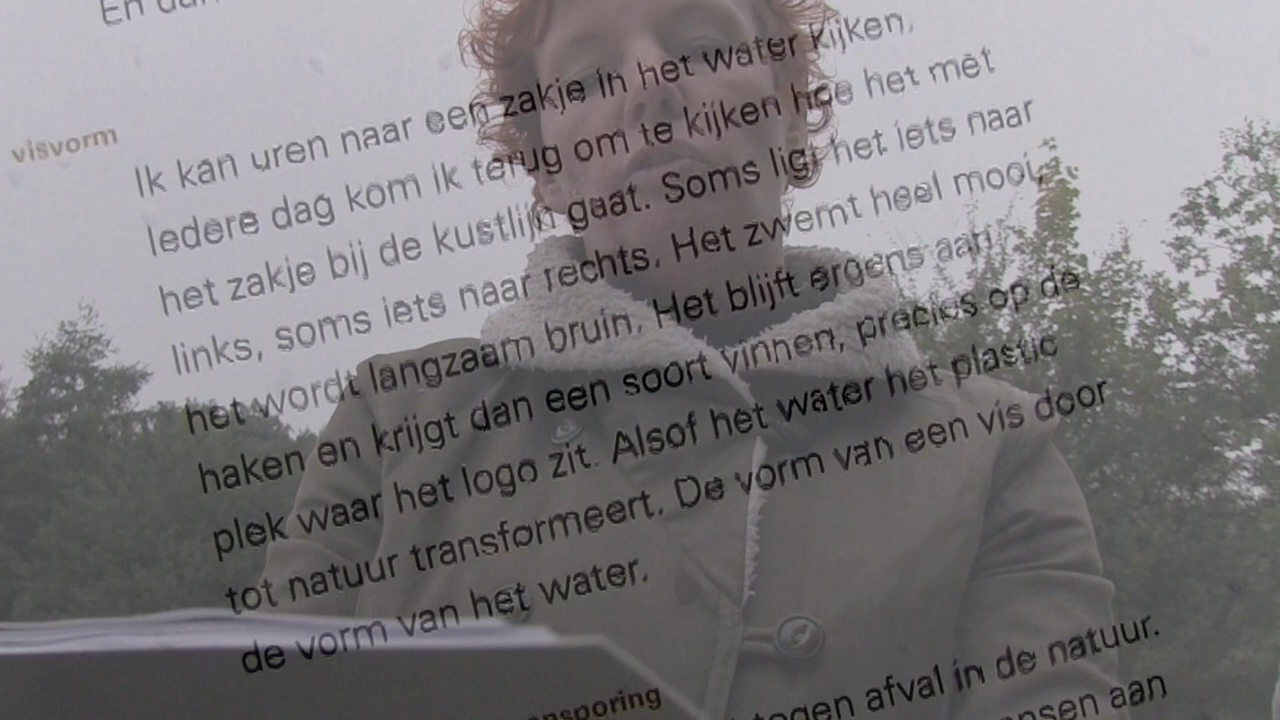 En dan
visvorm
Ik kan uren naar een zakje in het water kijken.
Iedere dag kom ik terug om te kijken hoe het met
het zakje bij de kustlijn gaat. Soms ligt het iets naar
links, soms iets naar rechts. Het zwemt heel mooi,
het wordt langzaam bruin. Het blijft ergens aan
haken en krijgt dan een soort vinnen, precies op de
plek waar het logo zit. Alsof het water het plastic
tot natuur transformeert. De vorm van een vis door
de vorm van het water.
tegen afval in de natuur.
aan